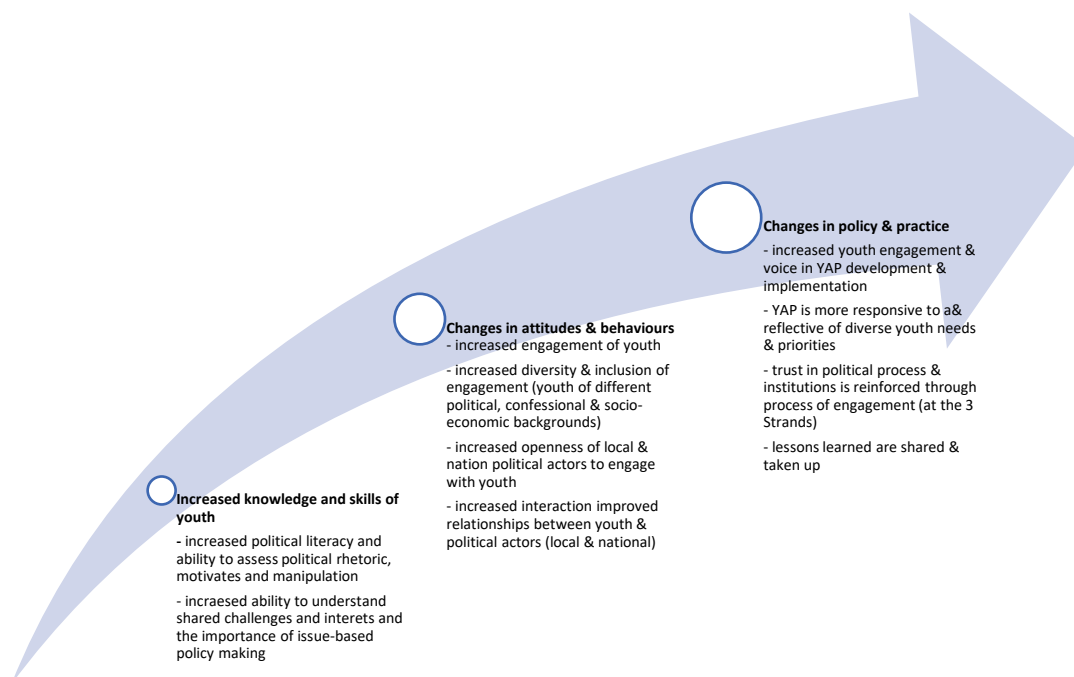 Increased knowledge and skills of
youth
- increased political literacy and
ability to assess political rhetoric,
motivates and manipulation
- incraesed ability to understand
shared challenges and interets and
the importance of issue-based
policy making
Changes in attitudes & behaviours
- increased engagement of youth
- increased diversity & inclusion of
engagement (youth of different
political, confessional & socio-
economic backgrounds)
- increased openness of local &
nation political actors to engage
with youth
- increased interaction improved
relationships between youth &
political actors (local & national)
Changes in policy & practice
- increased youth engagement &
voice in YAP development &
implementation
- YAP is more responsive to a&
reflective of diverse youth needs
& priorities
- trust in political process &
institutions is reinforced through
process of engagement (at the 3
Strands)
- lessons learned are shared &
taken up